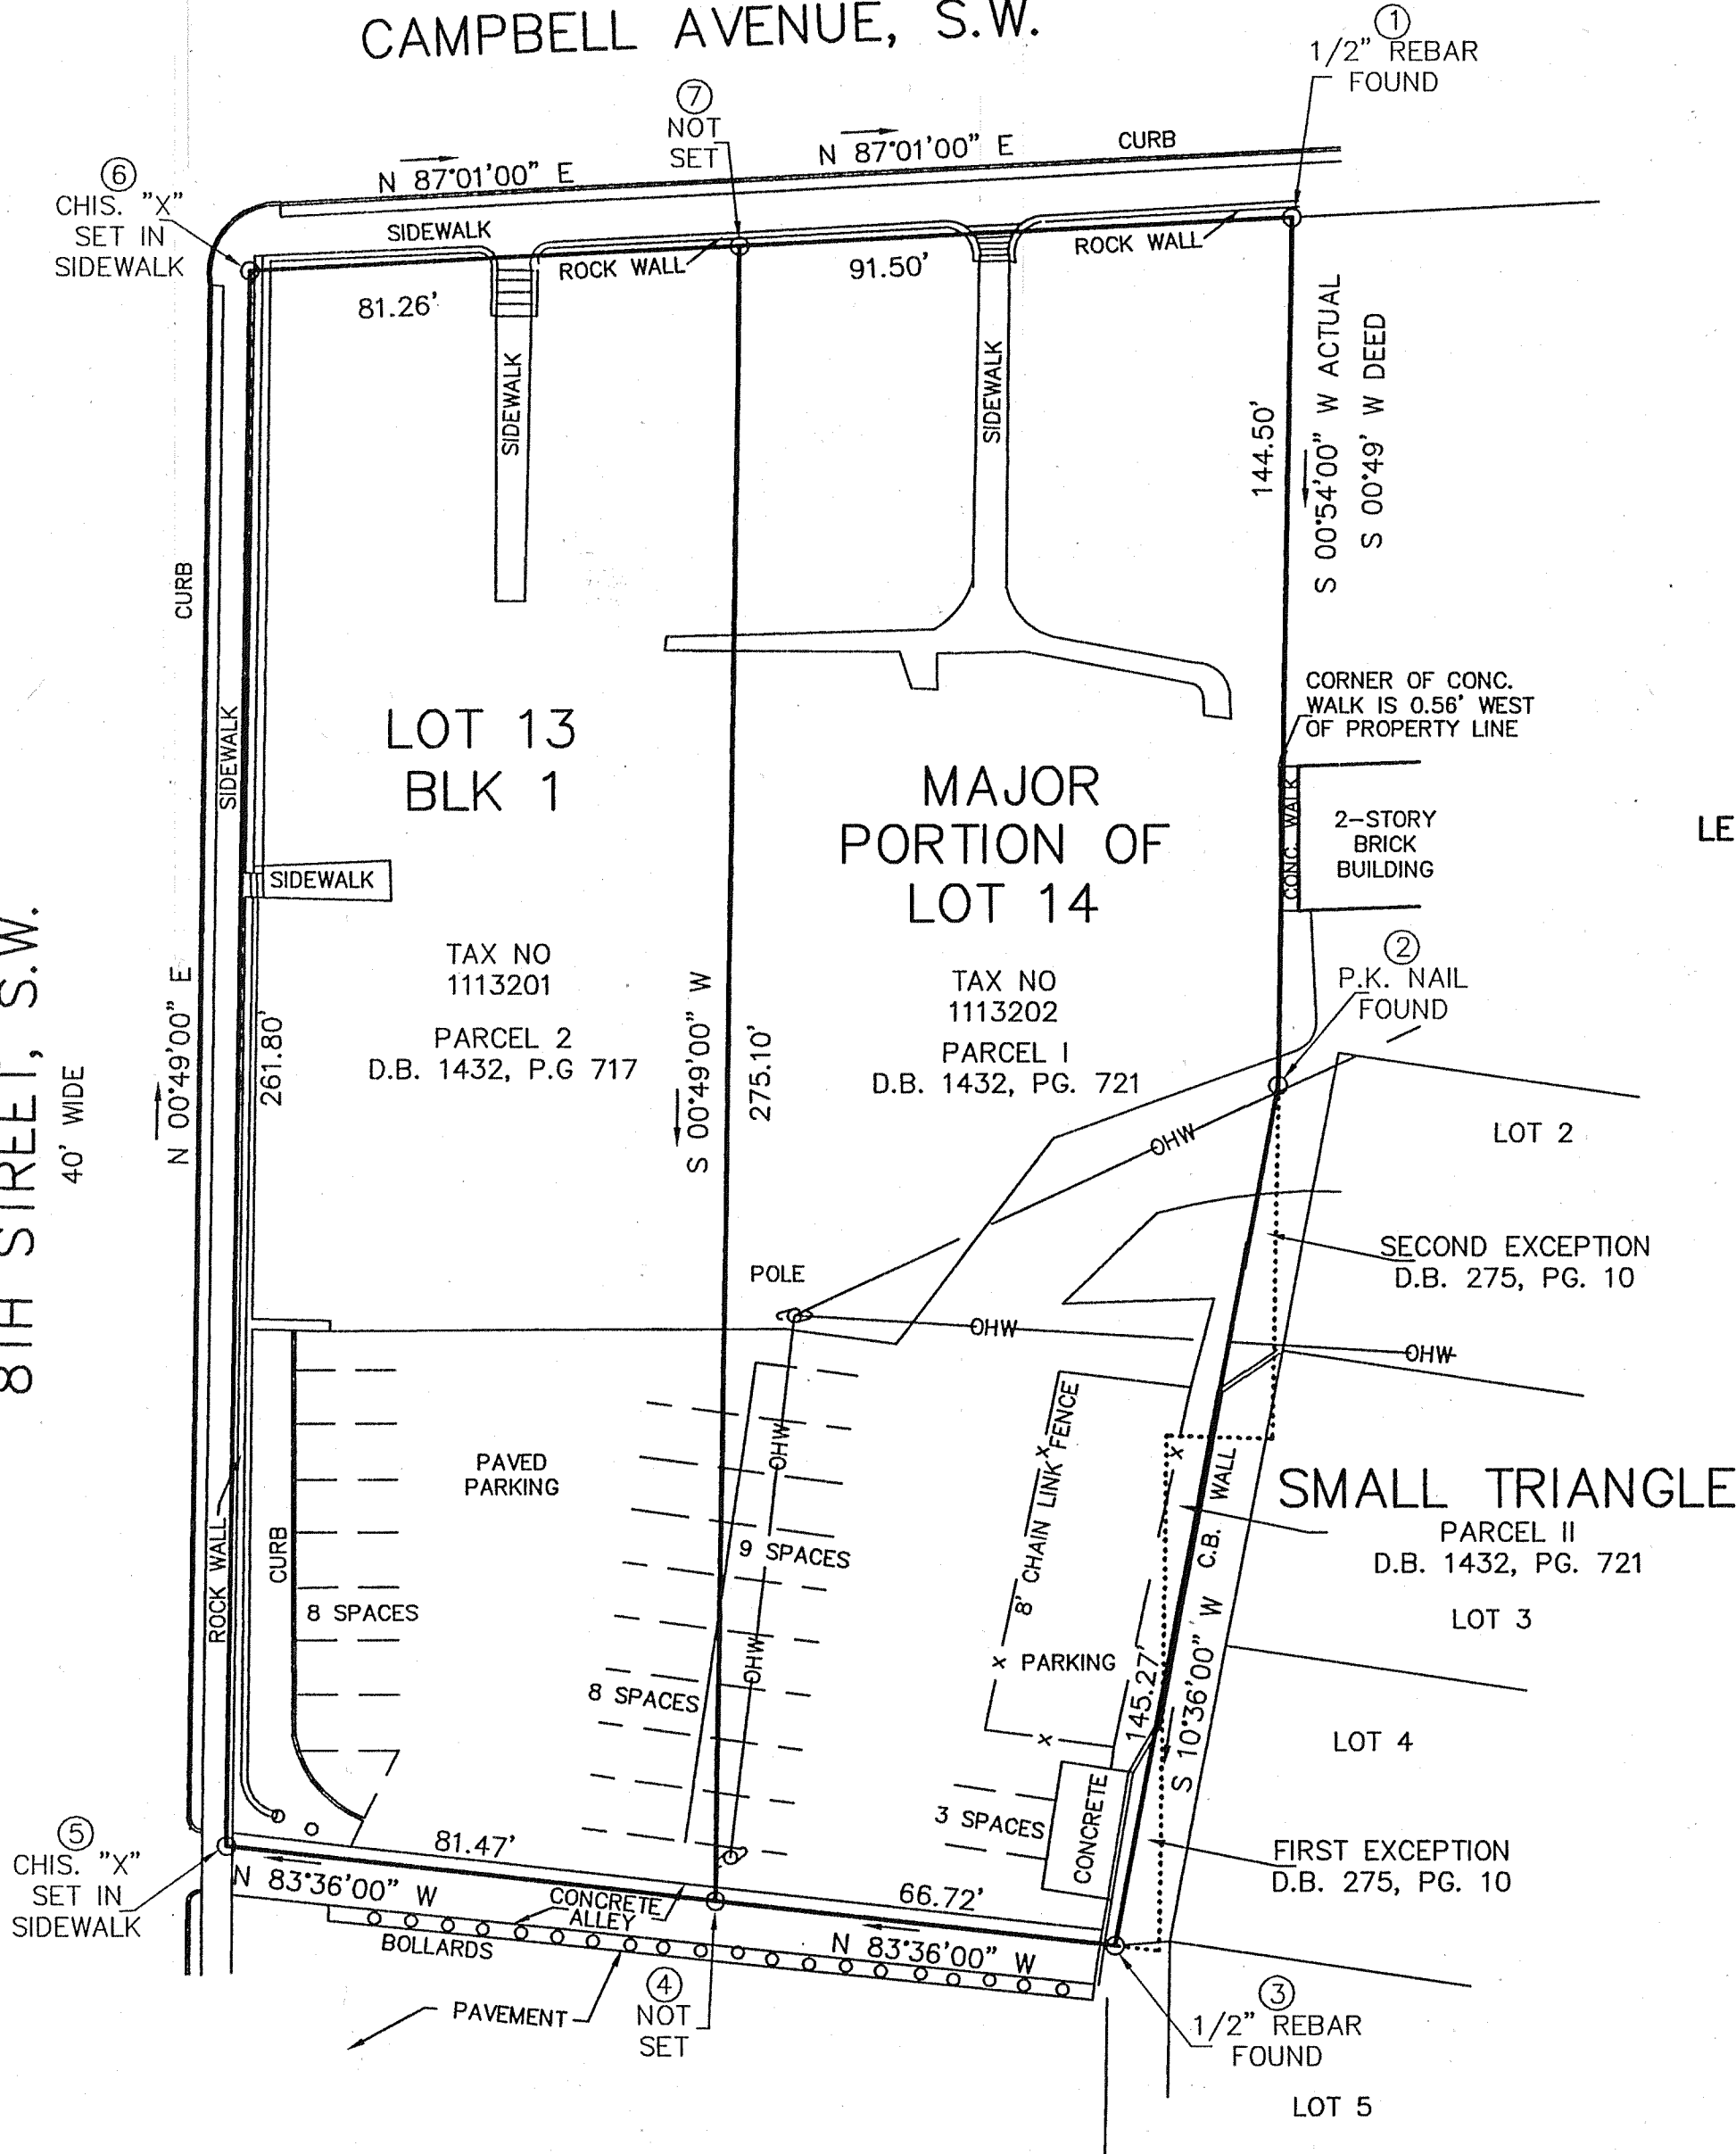 CAMPBELL AVENUE, S.W.
1
1/2" REBAR
FOUND
7
NOT
SET
N 87°01'00" E
N 87°01'00" E
CURB
6
CHIS. "X"
SET IN
SIDEWALK
SIDEWALK
ROCK WALL
ROCK WALL
81.26'
91.50'
SIDEWALK
SIDEWALK
144.50'
S 00°54'00" W ACTUAL
S 00°49' W DEED
CURB
SIDEWALK
CORNER OF CONC.
WALK IS 0.56' WEST
OF PROPERTY LINE
LOT 13
BLK 1
MAJOR
PORTION OF
LOT 14
CONC. WALK
2-STORY
BRICK
BUILDING
LE
SIDEWALK
8TH STREET, S.W.
40' WIDE
N 00°49'00" E
261.80'
TAX NO
1113201
PARCEL 2
D.B. 1432, P.G 717
S 00°49'00" W
275.10'
TAX NO
1113202
PARCEL I
D.B. 1432, PG. 721
2
P.K. NAIL
FOUND
OHW
LOT 2
SECOND EXCEPTION
D.B. 275, PG. 10
POLE
OHW
OHW
PAVED
PARKING
OHW
8' CHAIN LINK FENCE
X
X
C.B. WALL
SMALL TRIANGLE
PARCEL II
D.B. 1432, PG. 721
ROCK WALL
CURB
9 SPACES
8 SPACES
LOT 3
OHW
8 SPACES
X PARKING
X
145.27'
S 10°36'00" W
LOT 4
3 SPACES
CONCRETE
FIRST EXCEPTION
D.B. 275, PG. 10
5
CHIS. "X"
SET IN
SIDEWALK
81.47'
N 83°36'00" W
CONCRETE
ALLEY
66.72'
N 83°36'00" W
BOLLARDS
PAVEMENT
4
NOT
SET
3
1/2" REBAR
FOUND
LOT 5